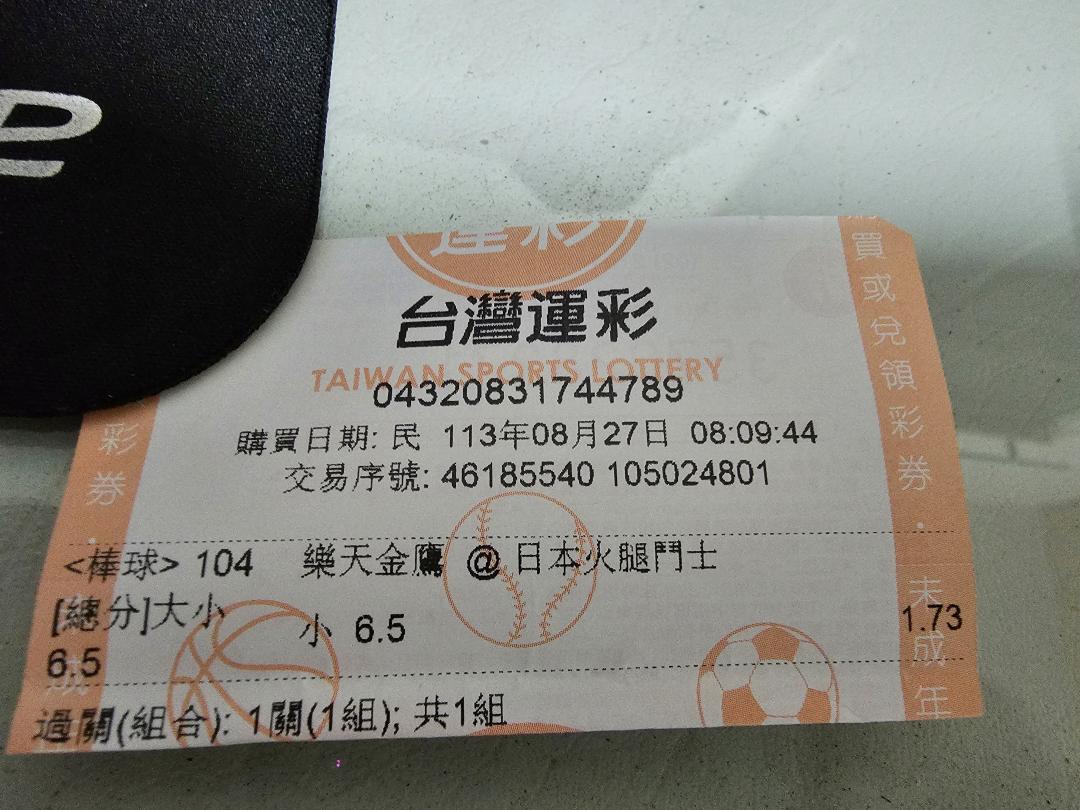 運彩
台灣運彩
TAIWAN SPORTS LOTTERY
04320831744789
購買日期: 民 113年08月27日 08:09:44
交易序號: 46185540 105024801
<棒球> 104 樂天金鷹 @ 日本火腿鬥士
[總分]大小 小 6.5 1.73
6.5
過關(組合): 1關(1組); 共1組
彩券.
買或兌領彩券.未成年